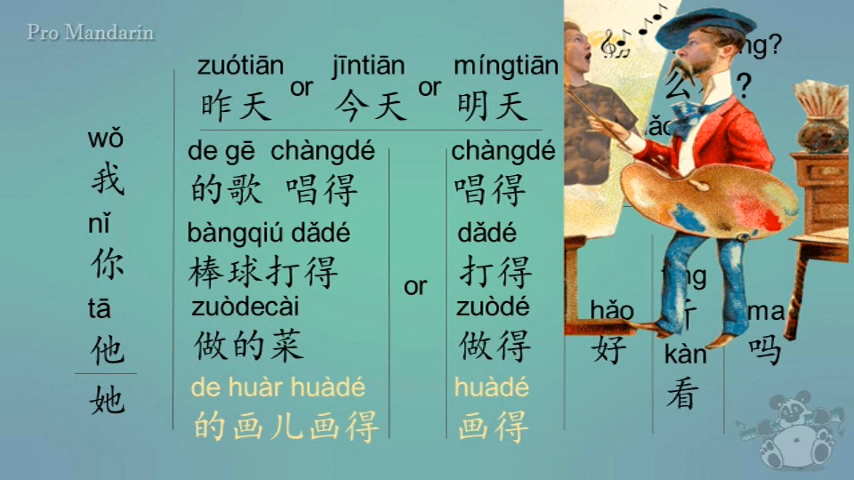 Pro Mandarin
zuótiān or jīntiān or míngtiān
昨天 今天 明天
wǒ
我
nǐ
你
tā
他
她
de gē chàngdé
的歌 唱得
bàngqiú dǎdé
棒球打得
zuòdecài
做的菜
de huàr huàdé
的画儿画得
or
chàngdé
唱得
dǎdé
打得
zuòdé
做得
huàdé
画得
hǎo
好
kàn
看
ma
吗